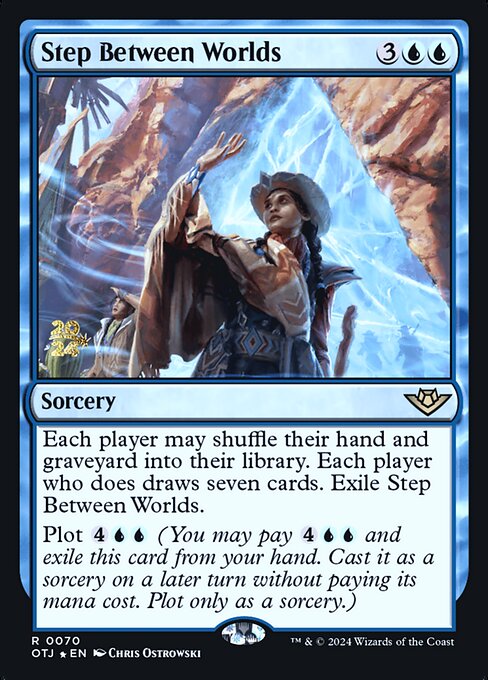 Step Between Worlds 3
Sorcery
Each player may shuffle their hand and
graveyard into their library. Each player
who does draws seven cards. Exile Step
Between Worlds.
Plot 4 (You may pay 4 and
exile this card from your hand. Cast it as a
sorcery on a later turn without paying its
mana cost. Plot only as a sorcery.)
R 0070
OTJ ★ EN Chris Ostrowski
™ & © 2024 Wizards of the Coast